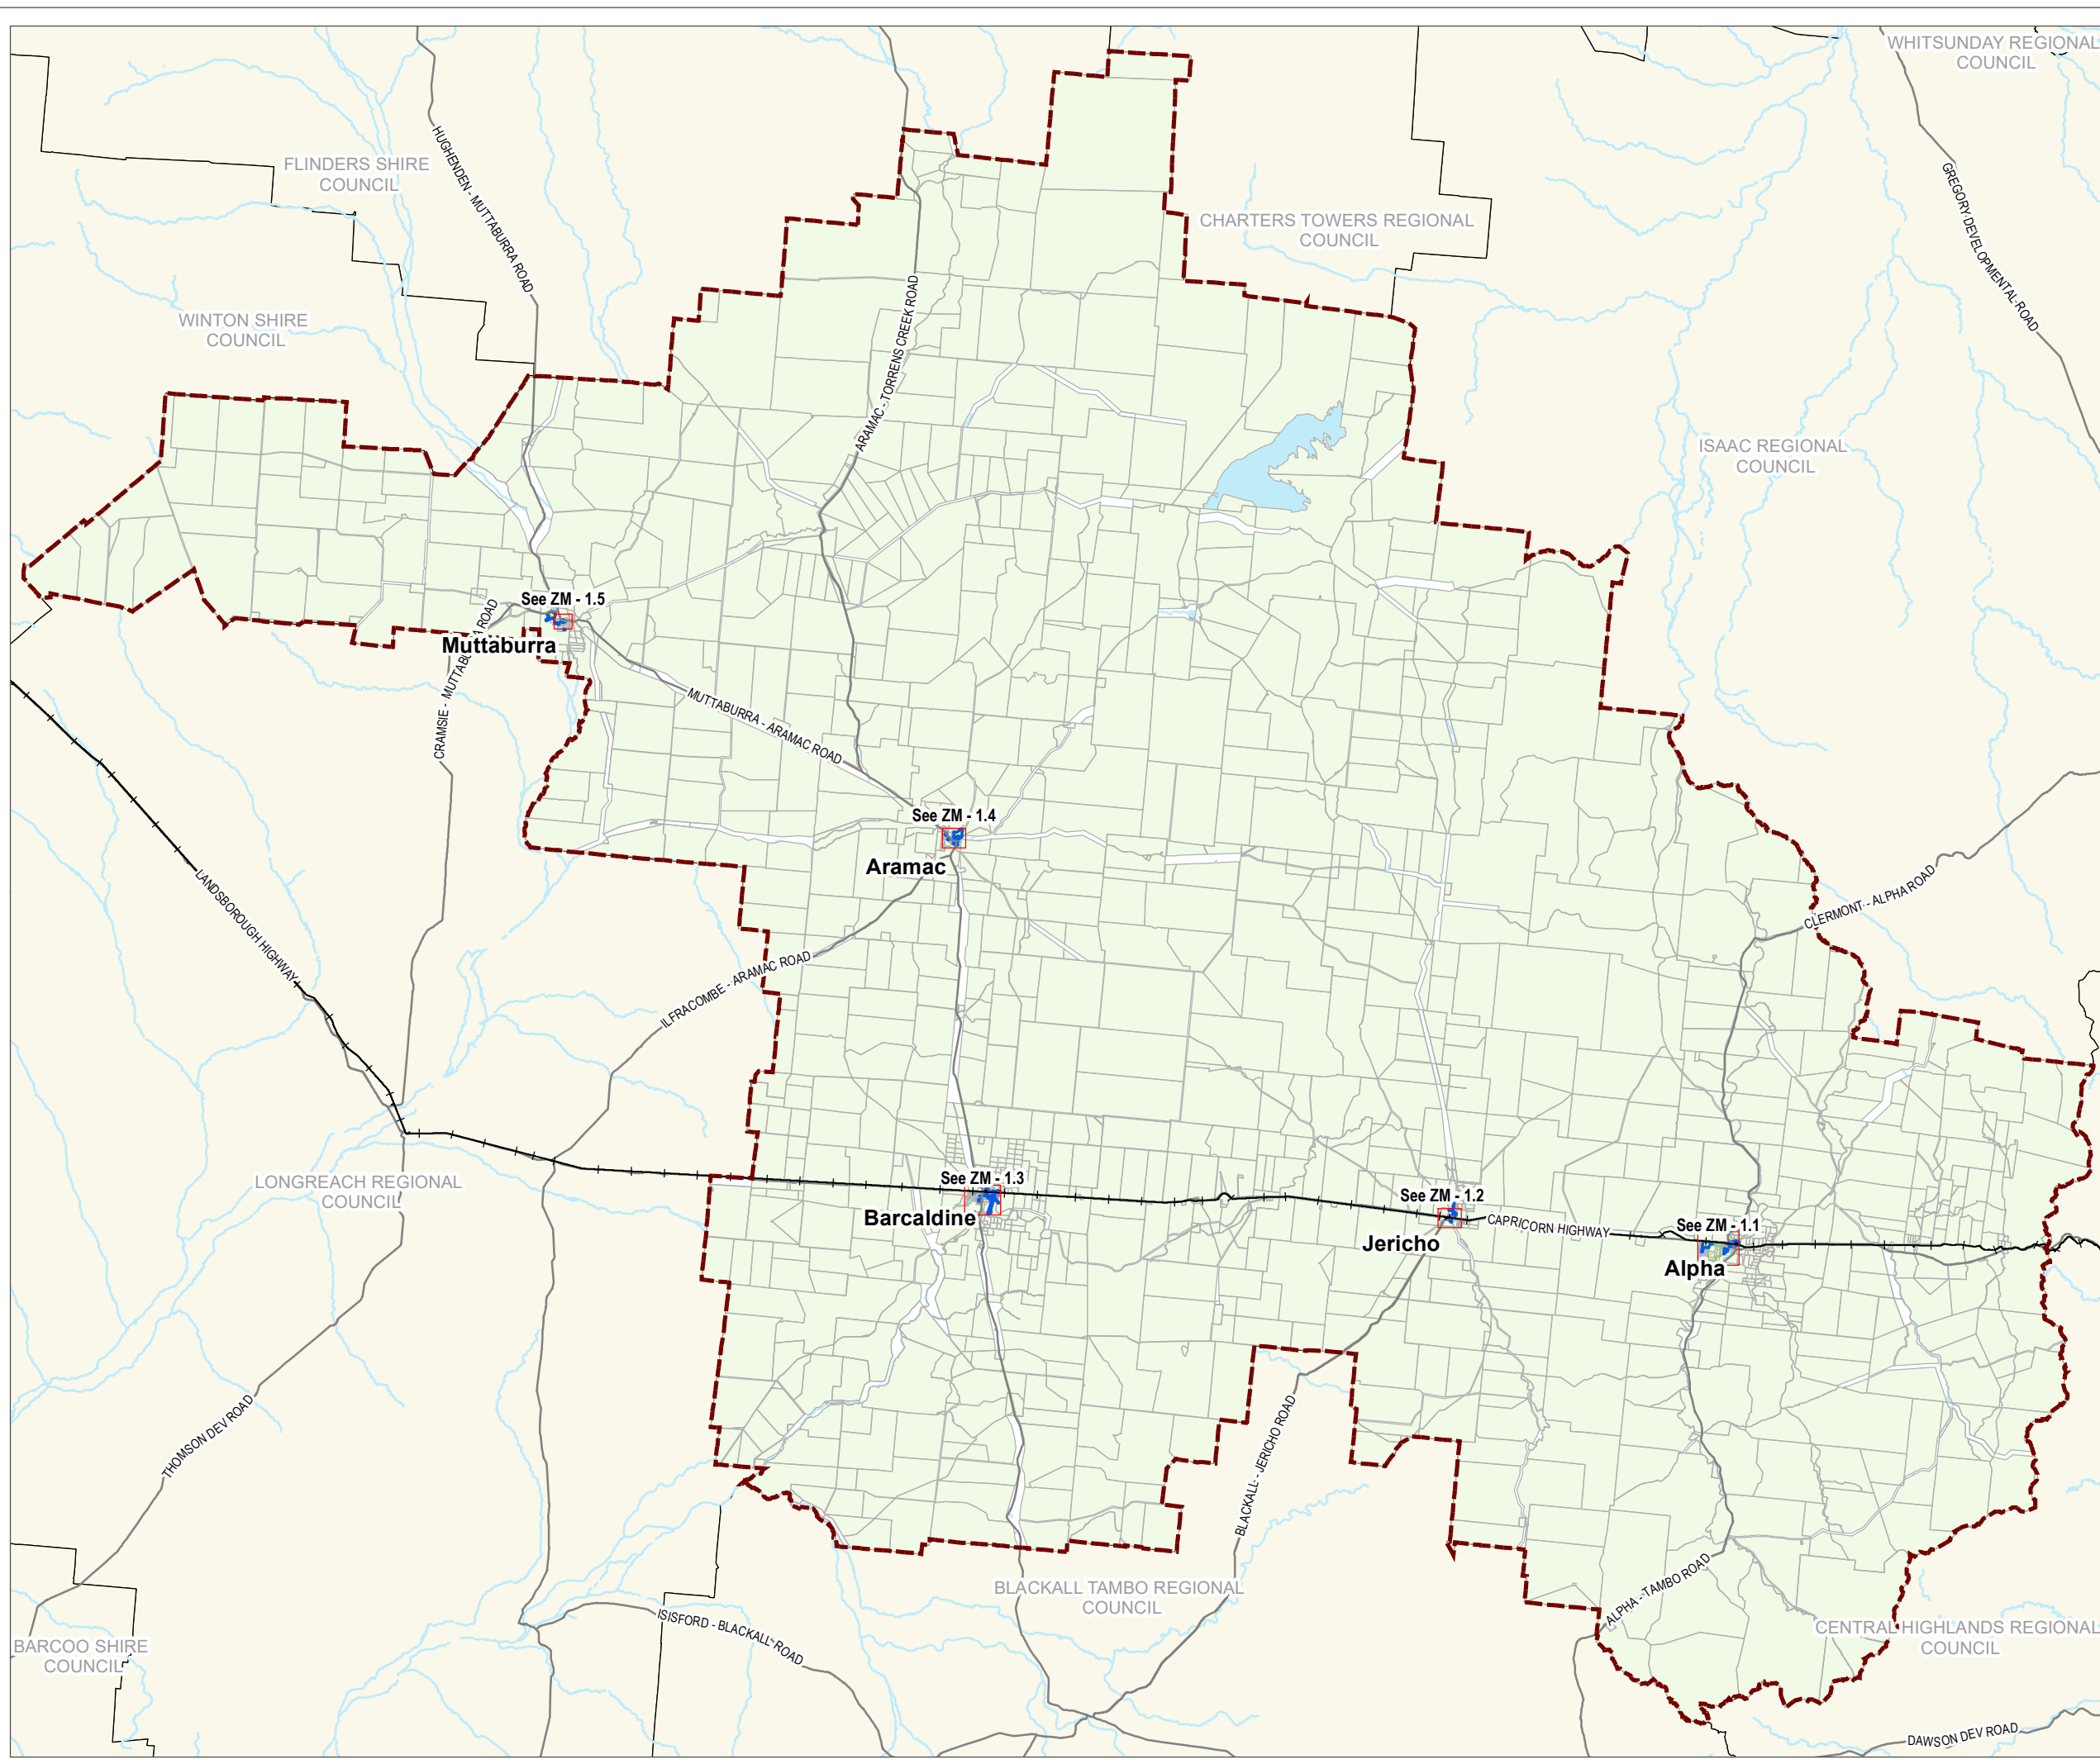 WHITSUNDAY REGIONAL
COUNCIL
HUGHENDEN - MUTTABURRA ROAD
FLINDERS SHIRE
COUNCIL
GREGORY DEVELOPMENTAL ROAD
CHARTERS TOWERS REGIONAL
COUNCIL
WINTON SHIRE
COUNCIL
ARAMAC - TORRENS CREEK ROAD
ISAAC REGIONAL
COUNCIL
See ZM - 1.5
Muttaburra
CRAMSIE - MUTTABURRA ROAD
MUTTABURRA - ARAMAC ROAD
See ZM - 1.4
Aramac
LANDSBOROUGH HIGHWAY
CLERMONT - ALPHA ROAD
ILFRACOMBE - ARAMAC ROAD
LONGREACH REGIONAL
COUNCIL
See ZM - 1.3
Barcaldine
See ZM - 1.2
Jericho
CAPRICORN HIGHWAY
See ZM - 1.1
Alpha
THOMSON DEV ROAD
BLACKALL - JERICHO ROAD
ALPHA - TAMBO ROAD
BLACKALL TAMBO REGIONAL
COUNCIL
ISISFORD - BLACKALL ROAD
CENTRAL HIGHLANDS REGIONAL
COUNCIL
BARCOO SHIRE
COUNCIL
DAWSON DEV ROAD